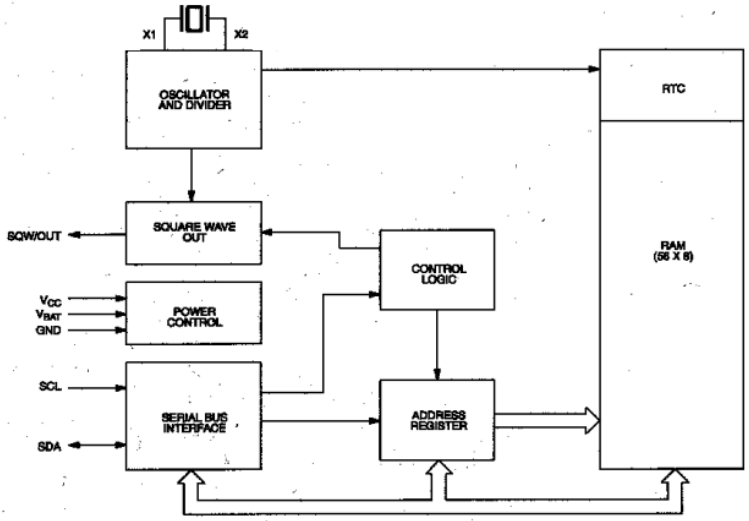 X1
X2
OSCILLATOR
AND DIVIDER
RTC
SQW/OUT
SQUARE WAVE
OUT
CONTROL
LOGIC
RAM
(56 X 8)
VCC
VBAT
GND
POWER
CONTROL
SCL
SDA
SERIAL BUS
INTERFACE
ADDRESS
REGISTER